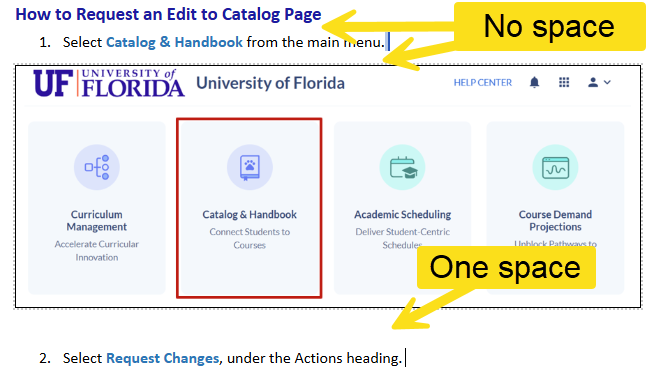 How to Request an Edit to Catalog Page
No space
1. Select Catalog & Handbook from the main menu.
UF UNIVERSITY of FLORIDA University of Florida HELP CENTER
Curriculum Management
Accelerate Curricular Innovation
Catalog & Handbook
Connect Students to Courses
Academic Scheduling
Deliver Student-Centric Schedules
Course Demand Projections
Unblock Pathways to
One space
2. Select Request Changes, under the Actions heading.